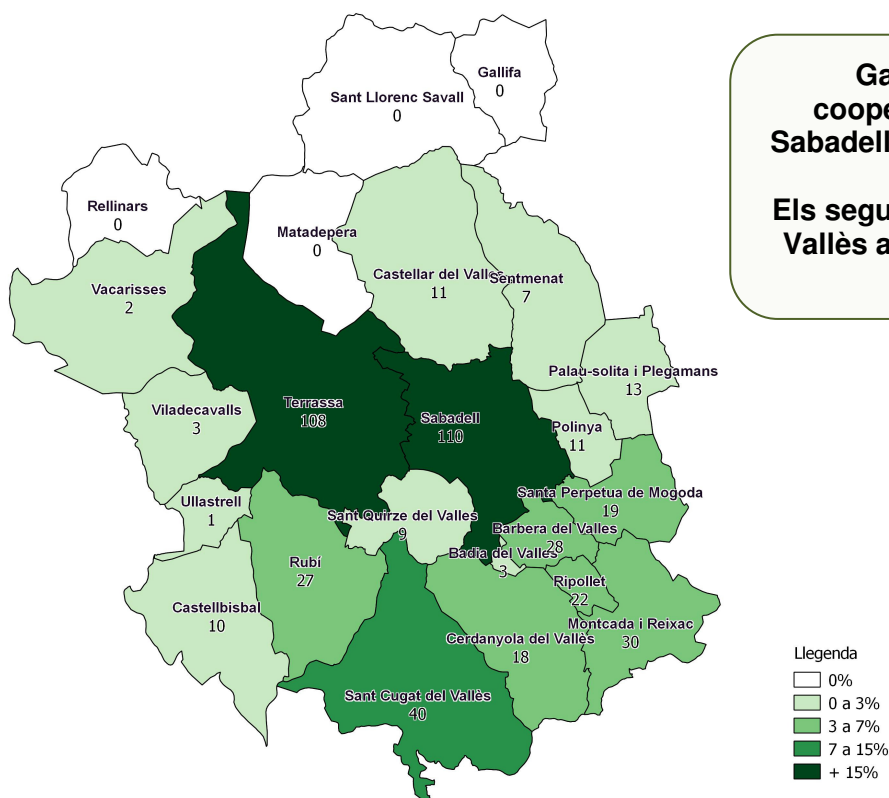 Gallifa
0
Sant Llorenc Savall
0
Rellinars
0
Matadepera
0
Castellar del Valles
11
Sentmenat
7
Vacarisses
2
Palau-solita i Plegamans
13
Viladecavalls
3
Terrassa
108
Sabadell
110
Polinya
11
Santa Perpetua de Mogoda
19
Ullastrell
1
Sant Quirze del Valles
9
Barbera del Valles
28
Badia del Valles
3
Rubí
27
Ripollet
22
Castellbisbal
10
Montcada i Reixac
30
Cerdanyola del Vallès
18
Sant Cugat del Vallès
40
Ga
coope
Sabadell
Els segu
Vallès a
Llegenda
0%
0 a 3%
3 a 7%
7 a 15%
+ 15%